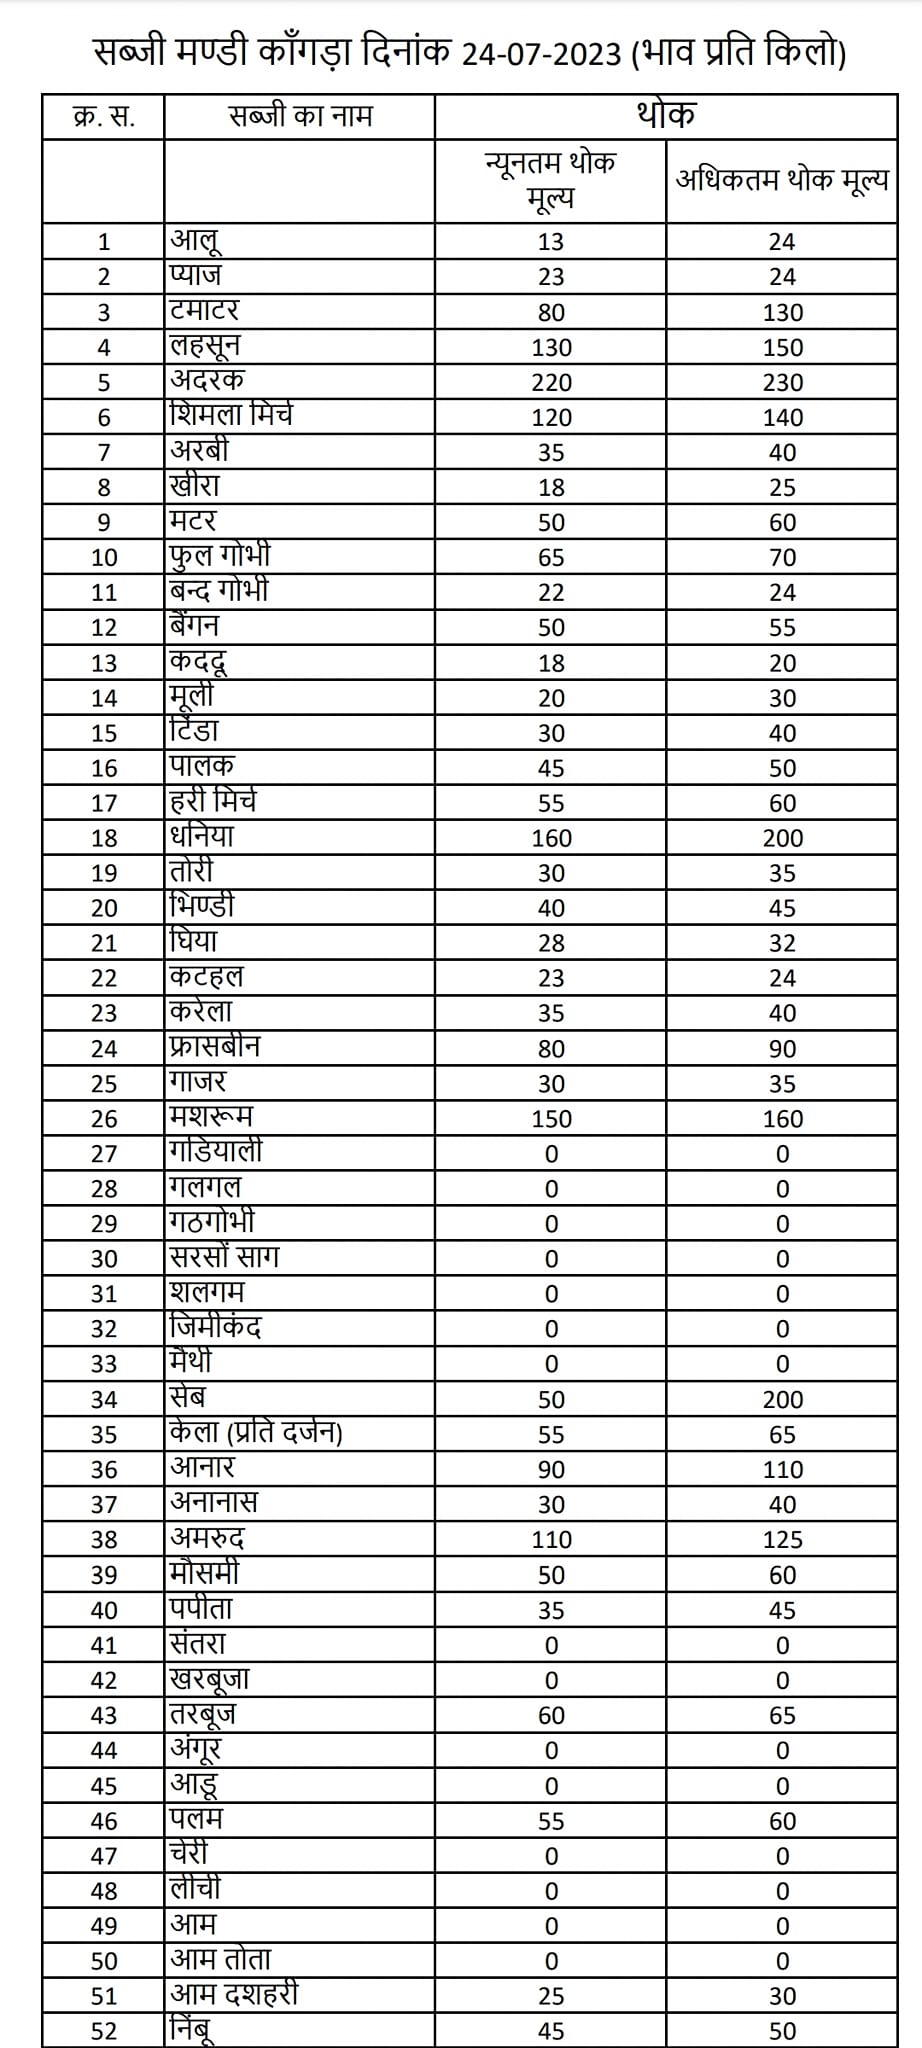 सब्जी मण्डी काँगड़ा दिनांक 24-07-2023 (भाव प्रति किलो)
क्र. स. सब्जी का नाम थोक
न्यूनतम थोक मूल्य अधिकतम थोक मूल्य
1 आलू 13 24
2 प्याज 23 24
3 टमाटर 80 130
4 लहसून 130 150
5 अदरक 220 230
6 शिमला मिर्च 120 140
7 अरबी 35 40
8 खीरा 18 25
9 मटर 50 60
10 फुल गोभी 65 70
11 बन्द गोभी 22 24
12 बैंगन 50 55
13 कददू 18 20
14 मूली 20 30
15 टिंडा 30 40
16 पालक 45 50
17 हरी मिर्च 55 60
18 धनिया 160 200
19 तोरी 30 35
20 भिण्डी 40 45
21 घिया 28 32
22 कटहल 23 24
23 करेला 35 40
24 फ्रासबीन 80 90
25 गाजर 30 35
26 मशरूम 150 160
27 गडियाली 0 0
28 गलगल 0 0
29 गठगोभी 0 0
30 सरसों साग 0 0
31 शलगम 0 0
32 जिमीकंद 0 0
33 मैथी 0 0
34 सेब 50 200
35 केला (प्रति दर्जन) 55 65
36 आनार 90 110
37 अनानास 30 40
38 अमरुद 110 125
39 मौसमी 50 60
40 पपीता 35 45
41 संतरा 0 0
42 खरबूजा 0 0
43 तरबूज 60 65
44 अंगूर 0 0
45 आडू 0 0
46 पलम 55 60
47 चेरी 0 0
48 लीची 0 0
49 आम 0 0
50 आम तोता 0 0
51 आम दशहरी 25 30
52 निंबू 45 50